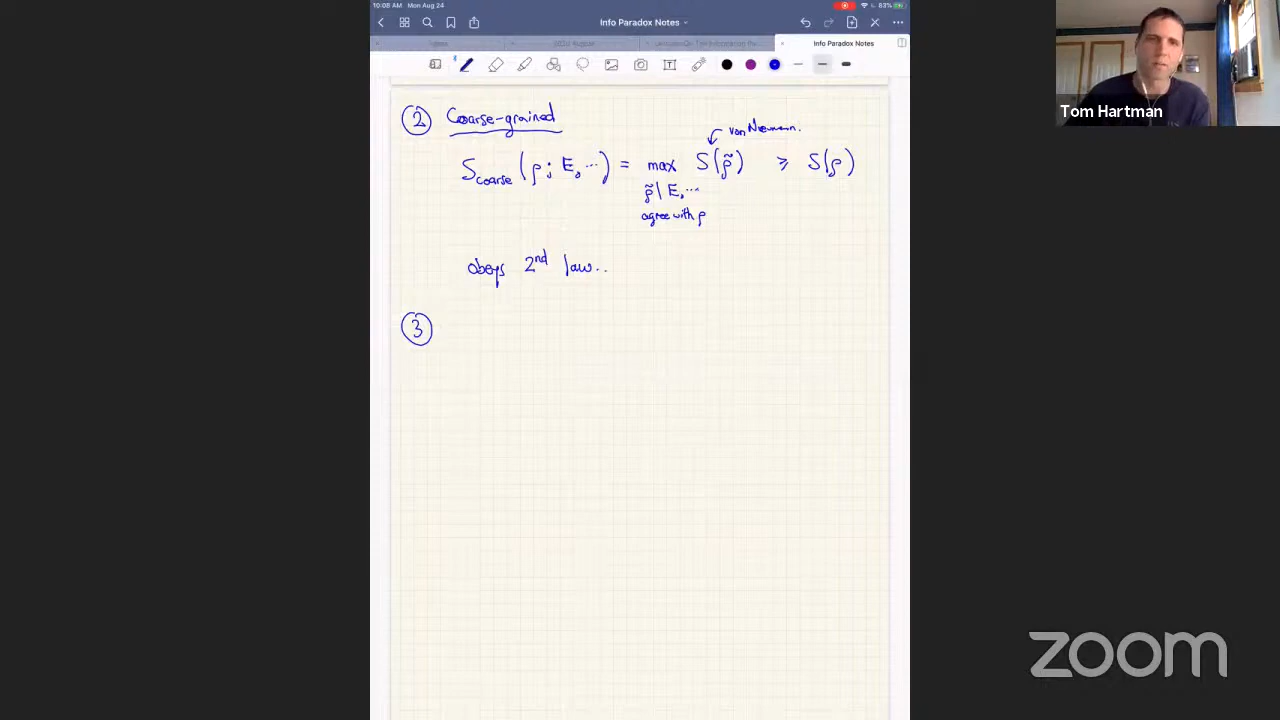 10:08 AM Mon Aug 24
83%
Info Paradox Notes
Info Paradox Notes
Tom Hartman
② Coarse-grained
von Neumann.
S_coarse (ρ; E, ...) = max S(ρ̃) ≥ S(ρ)
ρ̃ | E, ...
agree with ρ
obeys 2nd law..
③
zoom